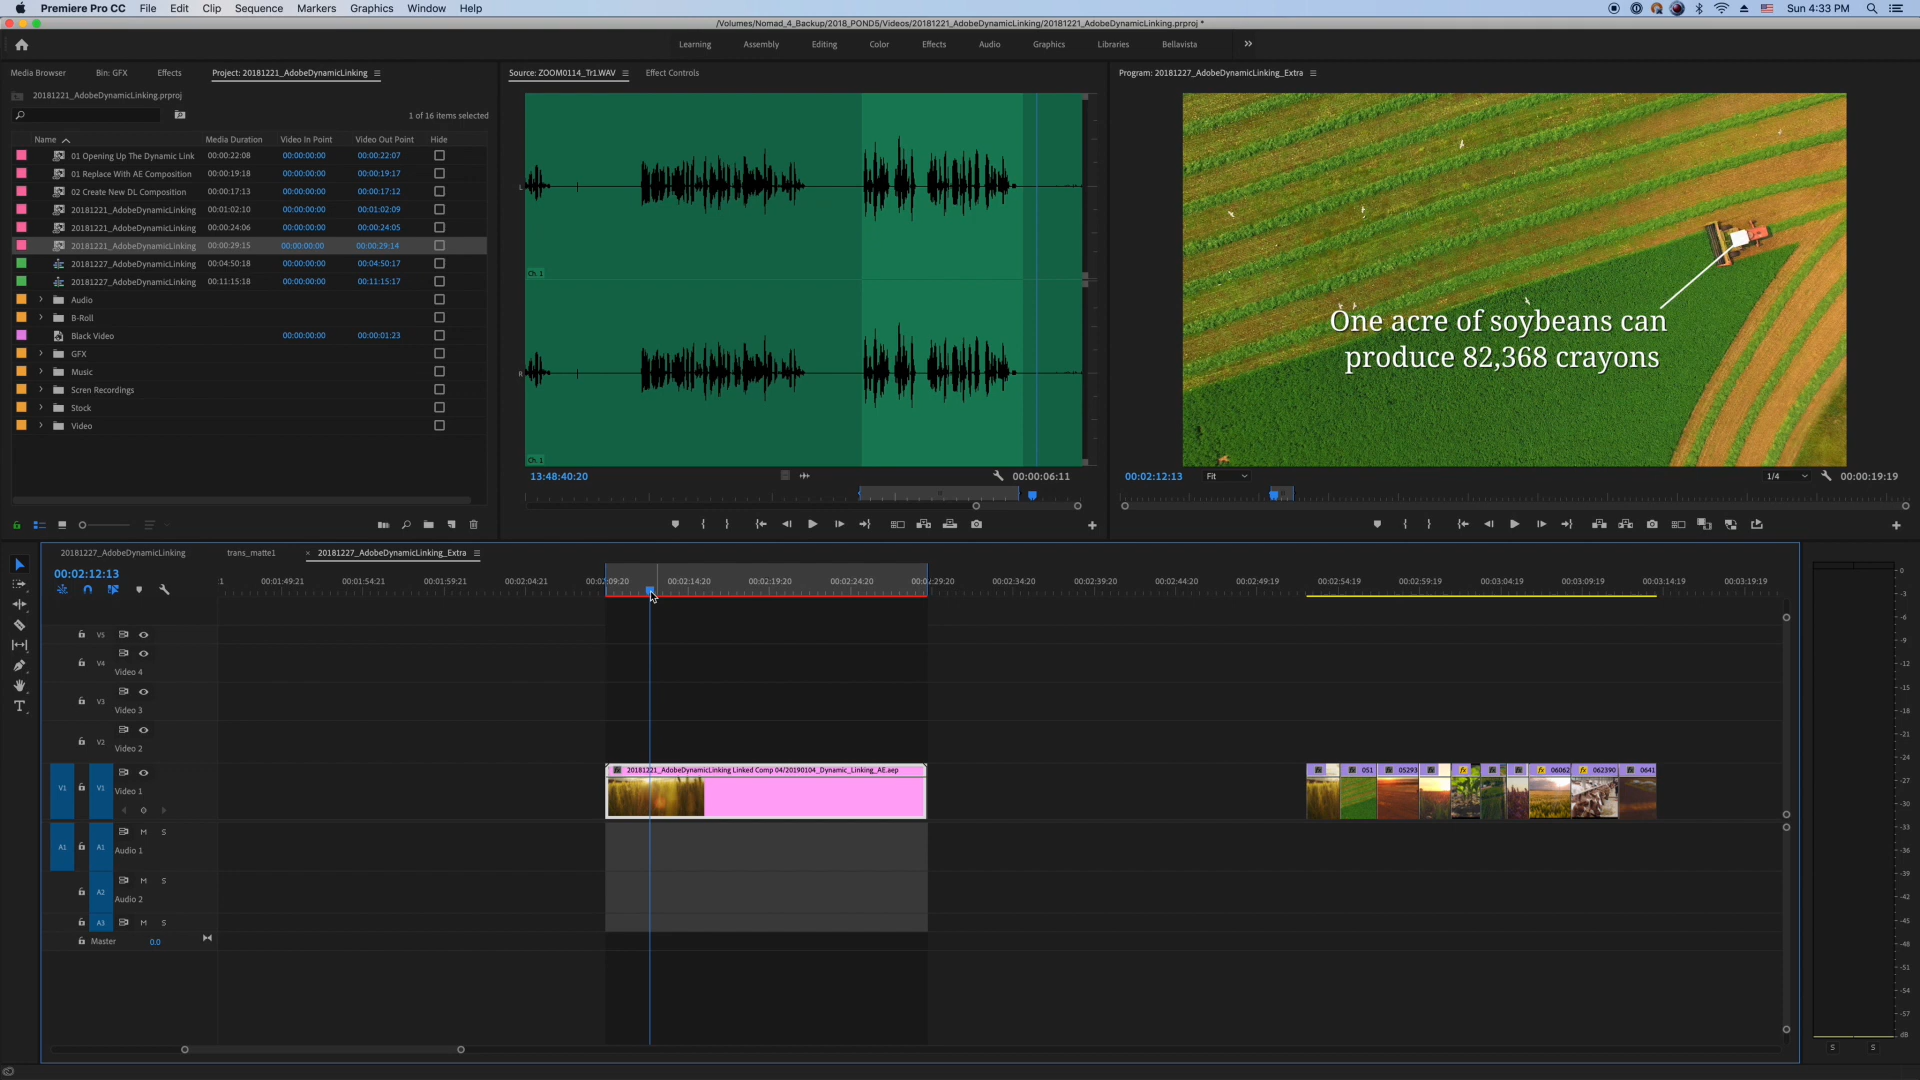 Premiere Pro CC File Edit Clip Sequence Markers Graphics Window Help
Sun 4:33 PM
/Volumes/Nomad_4_Backup/2018_POND5/Videos/20181221_AdobeDynamicLinking/20181221_AdobeDynamicLinking.prproj *
Learning Assembly Editing Color Effects Audio Graphics Libraries Bellavista
Media Browser Bin: GFX Effects Project: 20181221_AdobeDynamicLinking
20181221_AdobeDynamicLinking.prproj
1 of 16 items selected
Name Media Duration Video In Point Video Out Point Hide
01 Opening Up The Dynamic Link 00:00:22:08 00:00:00:00 00:00:22:07
01 Replace With AE Composition 00:00:19:18 00:00:00:00 00:00:19:17
02 Create New DL Composition 00:00:17:13 00:00:00:00 00:00:17:12
20181221_AdobeDynamicLinking 00:01:02:10 00:00:00:00 00:01:02:09
20181221_AdobeDynamicLinking 00:00:24:06 00:00:00:00 00:00:24:05
20181221_AdobeDynamicLinking 00:00:29:15 00:00:00:00 00:00:29:14
20181227_AdobeDynamicLinking 00:04:50:18 00:00:00:00 00:04:50:17
20181227_AdobeDynamicLinking 00:11:15:18 00:00:00:00 00:11:15:17
Audio
B-Roll
Black Video 00:00:00:00 00:00:01:23
GFX
Music
Scren Recordings
Stock
Video
Source: ZOOM0114_Tr1.WAV Effect Controls
L
Ch. 1
R
Ch. 1
13:48:40:20 00:00:06:11
Program: 20181227_AdobeDynamicLinking_Extra
One acre of soybeans can
produce 82,368 crayons
00:02:12:13 Fit 1/4 00:00:19:19
20181227_AdobeDynamicLinking trans_matte1 × 20181227_AdobeDynamicLinking_Extra
00:02:12:13
:1 00:01:49:21 00:01:54:21 00:01:59:21 00:02:04:21 00:02:09:20 00:02:14:20 00:02:19:20 00:02:24:20 00:02:29:20 00:02:34:20 00:02:39:20 00:02:44:20 00:02:49:19 00:02:54:19 00:02:59:19 00:03:04:19 00:03:09:19 00:03:14:19 00:03:19:19
V5
V4
Video 4
V3
Video 3
V2
Video 2
20181221_AdobeDynamicLinking Linked Comp 04/20190104_Dynamic_Linking_AE.aep
fx 051 05293 fx fx 06062 fx 062390 0641
V1 V1 Video 1
A1 A1 M S
Audio 1
A2 M S
Audio 2
A3 M S
Master 0.0
0
-3
-6
-9
-12
-15
-18
-21
-24
-27
-30
-33
-36
-39
-42
-45
-48
-51
-54
-57
dB
S S